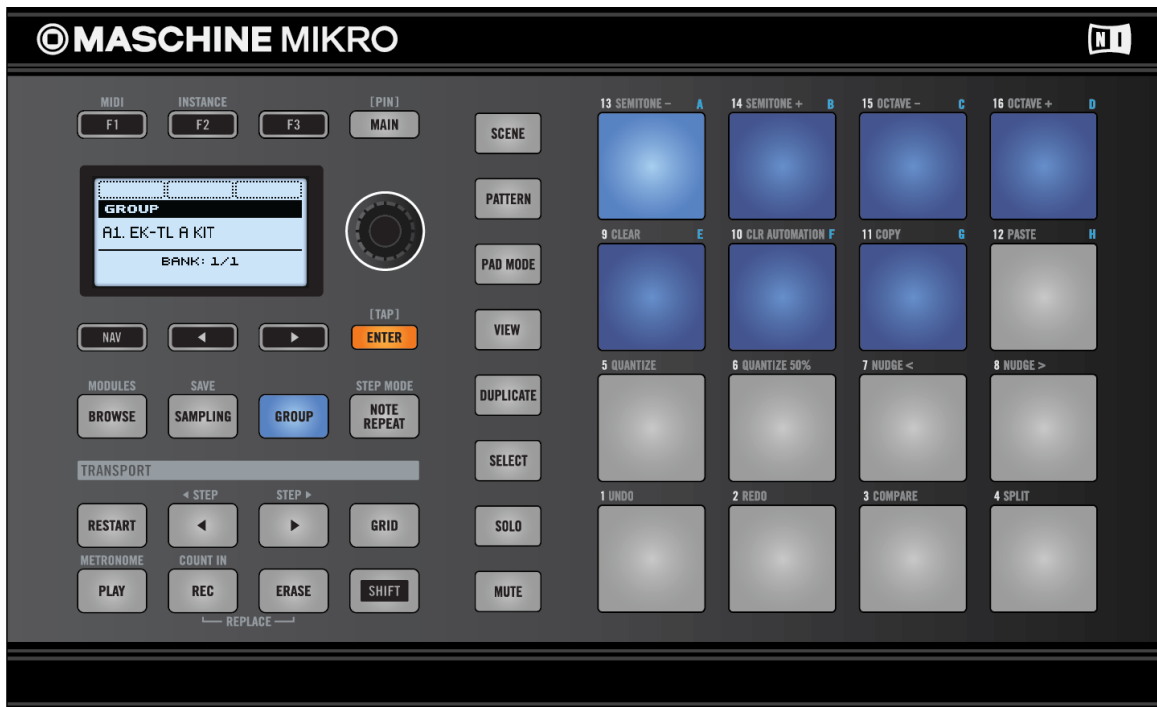 MASCHINE MIKRO
NI
MIDI INSTANCE [PIN]
F1 F2 F3 MAIN
GROUP
A1. EK-TL A KIT
BANK: 1/1
[TAP]
NAV ENTER
MODULES SAVE STEP MODE
BROWSE SAMPLING GROUP NOTE REPEAT
TRANSPORT
◀ STEP STEP ▶
RESTART ◀ ▶ GRID
METRONOME COUNT IN
PLAY REC ERASE SHIFT
REPLACE
SCENE
PATTERN
PAD MODE
VIEW
DUPLICATE
SELECT
SOLO
MUTE
13 SEMITONE – A 14 SEMITONE + B 15 OCTAVE – C 16 OCTAVE + D
9 CLEAR E 10 CLR AUTOMATION F 11 COPY G 12 PASTE H
5 QUANTIZE 6 QUANTIZE 50% 7 NUDGE < 8 NUDGE >
1 UNDO 2 REDO 3 COMPARE 4 SPLIT